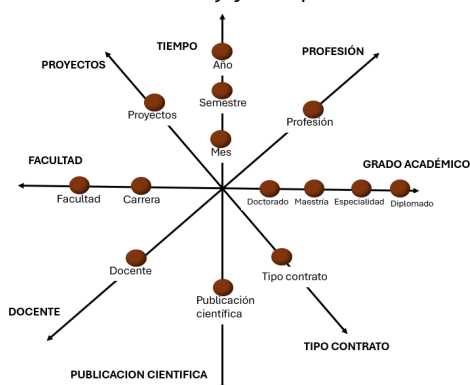 TIEMPO
PROFESIÓN
PROYECTOS
Año
Semestre
Proyectos
Profesión
Mes
FACULTAD
GRADO ACADÉMICO
Facultad
Carrera
Doctorado
Maestría
Especialidad
Diplomado
Docente
Tipo contrato
Publicación
científica
DOCENTE
TIPO CONTRATO
PUBLICACION CIENTIFICA